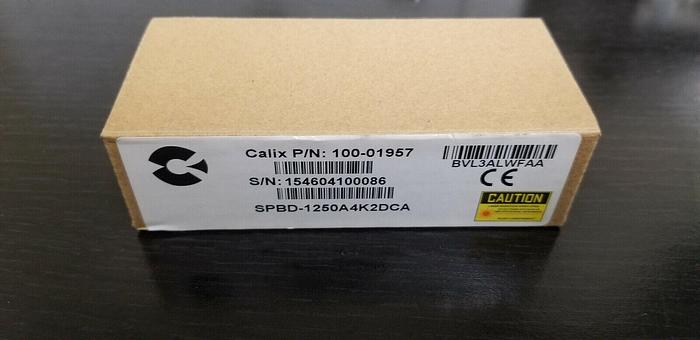 Calix P/N: 100-01957
BVL3ALWFAA
S/N: 154604100086
CE
SPBD-1250A4K2DCA
CAUTION